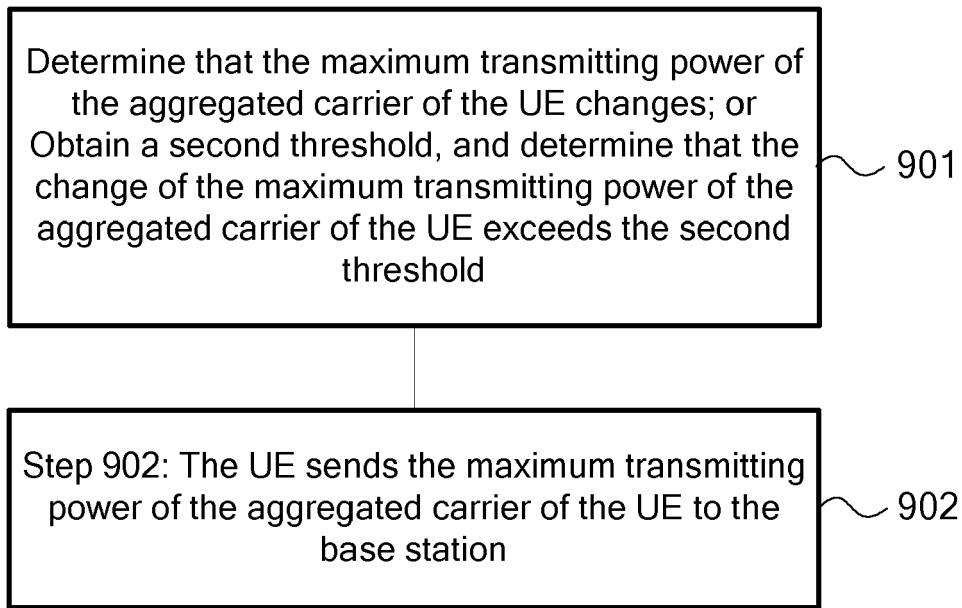 Determine that the maximum transmitting power of
the aggregated carrier of the UE changes; or
Obtain a second threshold, and determine that the
change of the maximum transmitting power of the
aggregated carrier of the UE exceeds the second
threshold
901
Step 902: The UE sends the maximum transmitting
power of the aggregated carrier of the UE to the
base station
902